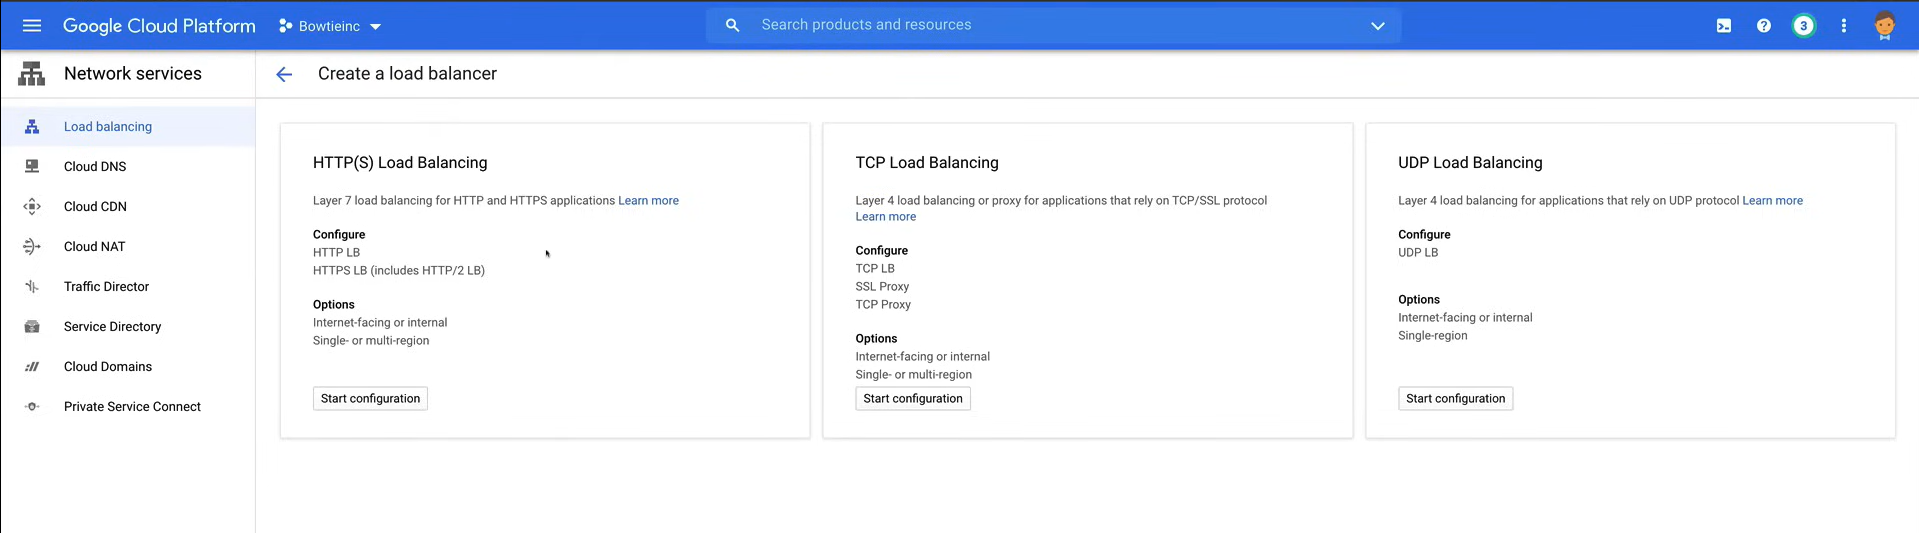 Google Cloud Platform
Bowtieinc
Search products and resources
3
Network services
Create a load balancer
Load balancing
Cloud DNS
Cloud CDN
Cloud NAT
Traffic Director
Service Directory
Cloud Domains
Private Service Connect
HTTP(S) Load Balancing
Layer 7 load balancing for HTTP and HTTPS applications Learn more
Configure
HTTP LB
HTTPS LB (includes HTTP/2 LB)
Options
Internet-facing or internal
Single- or multi-region
Start configuration
TCP Load Balancing
Layer 4 load balancing or proxy for applications that rely on TCP/SSL protocol
Learn more
Configure
TCP LB
SSL Proxy
TCP Proxy
Options
Internet-facing or internal
Single- or multi-region
Start configuration
UDP Load Balancing
Layer 4 load balancing for applications that rely on UDP protocol Learn more
Configure
UDP LB
Options
Internet-facing or internal
Single-region
Start configuration